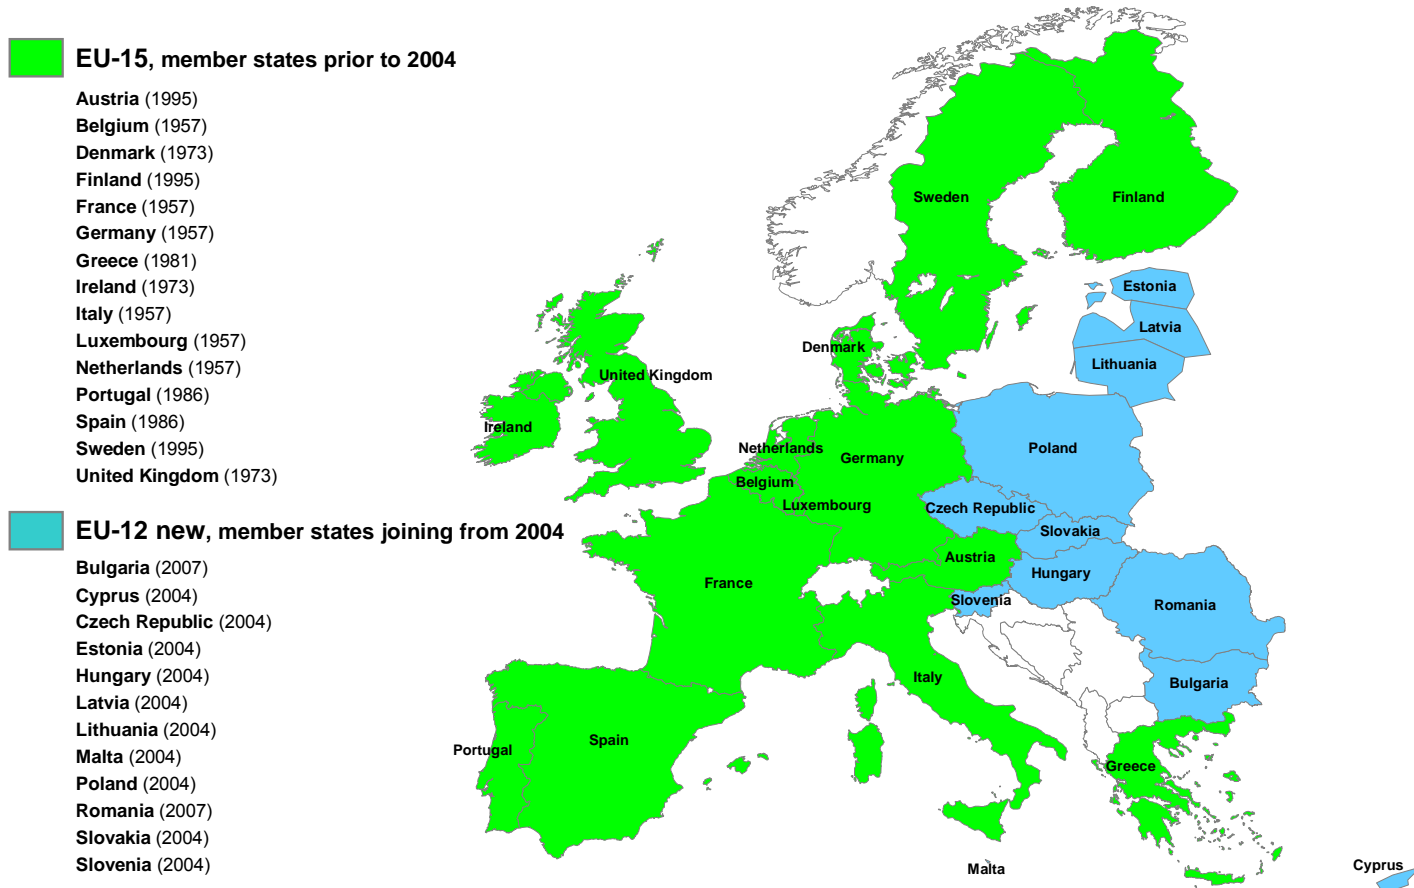 EU-15, member states prior to 2004
Austria (1995)
Belgium (1957)
Denmark (1973)
Finland (1995)
France (1957)
Germany (1957)
Greece (1981)
Ireland (1973)
Italy (1957)
Luxembourg (1957)
Netherlands (1957)
Portugal (1986)
Spain (1986)
Sweden (1995)
United Kingdom (1973)
EU-12 new, member states joining from 2004
Bulgaria (2007)
Cyprus (2004)
Czech Republic (2004)
Estonia (2004)
Hungary (2004)
Latvia (2004)
Lithuania (2004)
Malta (2004)
Poland (2004)
Romania (2007)
Slovakia (2004)
Slovenia (2004)
Sweden
Finland
Estonia
Latvia
Lithuania
Denmark
United Kingdom
Ireland
Netherlands
Germany
Poland
Belgium
Luxembourg
Czech Republic
Slovakia
Austria
Hungary
France
Slovenia
Romania
Italy
Bulgaria
Portugal
Spain
Greece
Malta
Cyprus